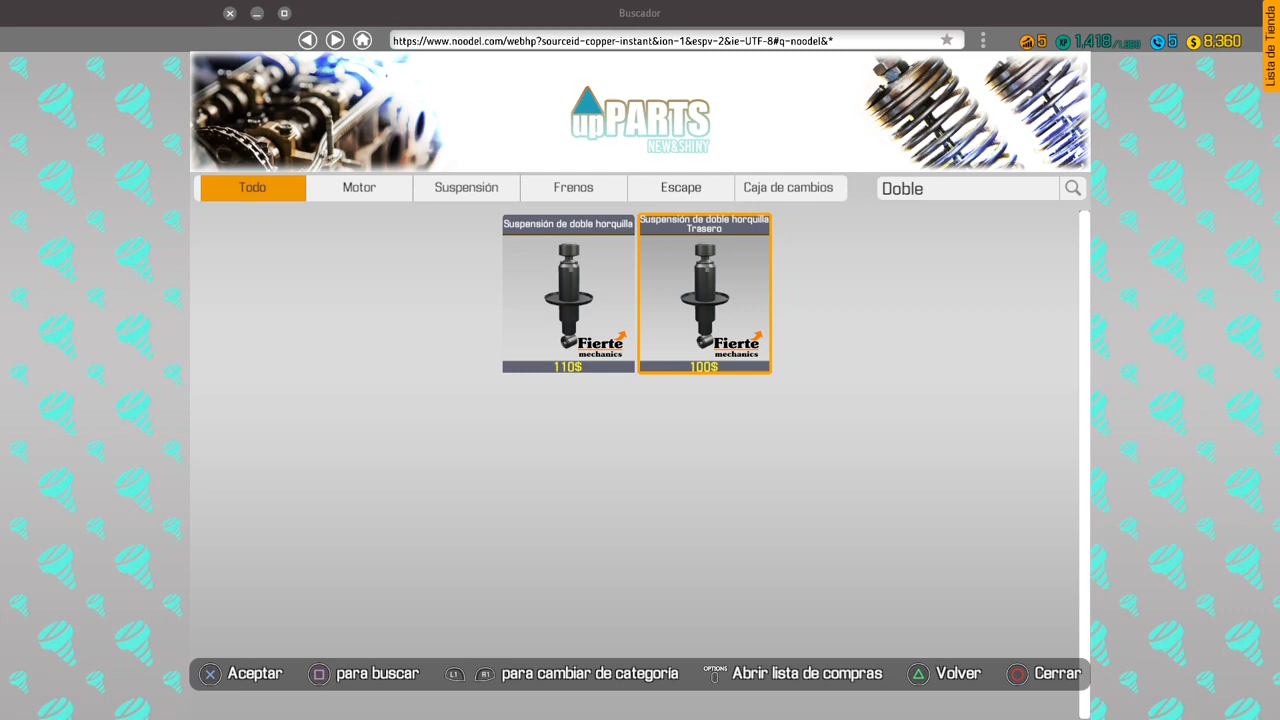 Buscador
https://www.noodel.com/webhp?sourceid-copper-instant&ion-1&espv-2&ie-UTF-8#q-noodel&*
5
XP 1,418
5
$ 8,360
Lista de Tienda
upPARTS
NEW&SHINY
Todo
Motor
Suspensión
Frenos
Escape
Caja de cambios
Doble
Suspensión de doble horquilla
Fierte
mechanics
110$
Suspensión de doble horquilla
Trasero
Fierte
mechanics
100$
Aceptar
para buscar
L1 R1 para cambiar de categoría
OPTIONS Abrir lista de compras
Volver
Cerrar